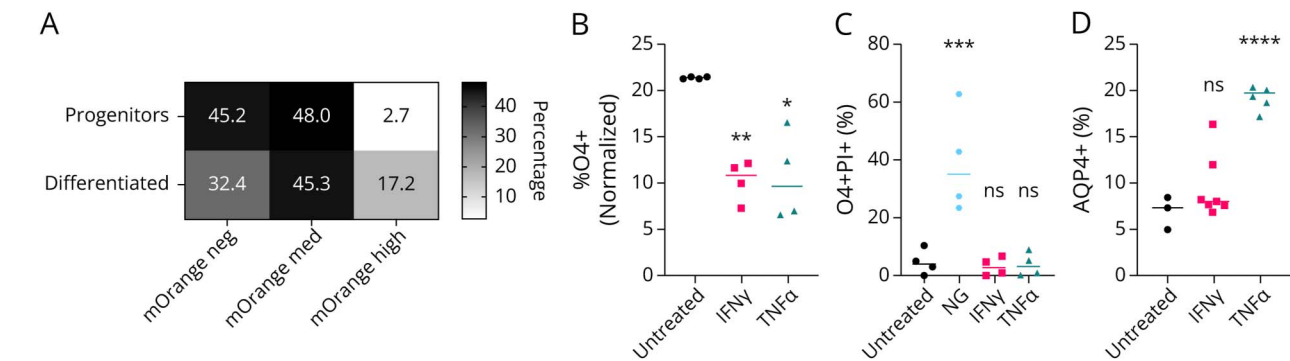 A
Progenitors
Differentiated
45.2 48.0 2.7
32.4 45.3 17.2
mOrange neg
mOrange med
mOrange high
40
30
20
10
Percentage
B
%O4+
(Normalized)
25
20
15
10
5
0
**
*
Untreated
IFNγ
TNFα
C
O4+PI+ (%)
80
60
40
20
0
***
ns
ns
Untreated
NG
IFNγ
TNFα
D
AQP4+ (%)
25
20
15
10
5
0
ns
****
Untreated
IFNγ
TNFα